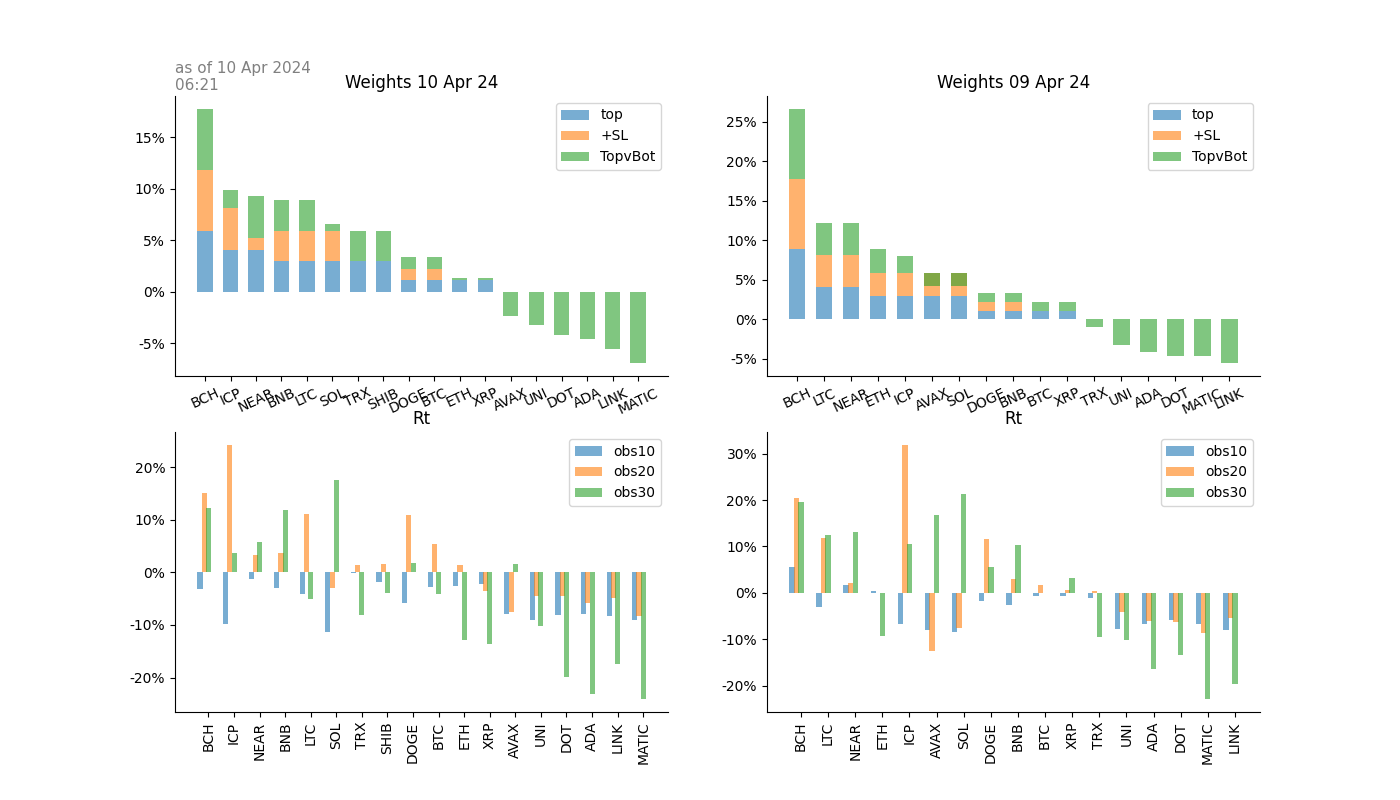 as of 10 Apr 2024
06:21
Weights 10 Apr 24
top
+SL
TopvBot
15%
10%
5%
0%
-5%
BCH ICP NEAR BNB LTC SOL TRX SHIB DOGE BTC ETH XRP AVAX UNI DOT ADA LINK MATIC
Weights 09 Apr 24
top
+SL
TopvBot
25%
20%
15%
10%
5%
0%
-5%
BCH LTC NEAR ETH ICP AVAX SOL DOGE BNB BTC XRP TRX UNI ADA DOT MATIC LINK
Rt
obs10
obs20
obs30
20%
10%
0%
-10%
-20%
BCH ICP NEAR BNB LTC SOL TRX SHIB DOGE BTC ETH XRP AVAX UNI DOT ADA LINK MATIC
Rt
obs10
obs20
obs30
30%
20%
10%
0%
-10%
-20%
BCH LTC NEAR ETH ICP AVAX SOL DOGE BNB BTC XRP TRX UNI ADA DOT MATIC LINK